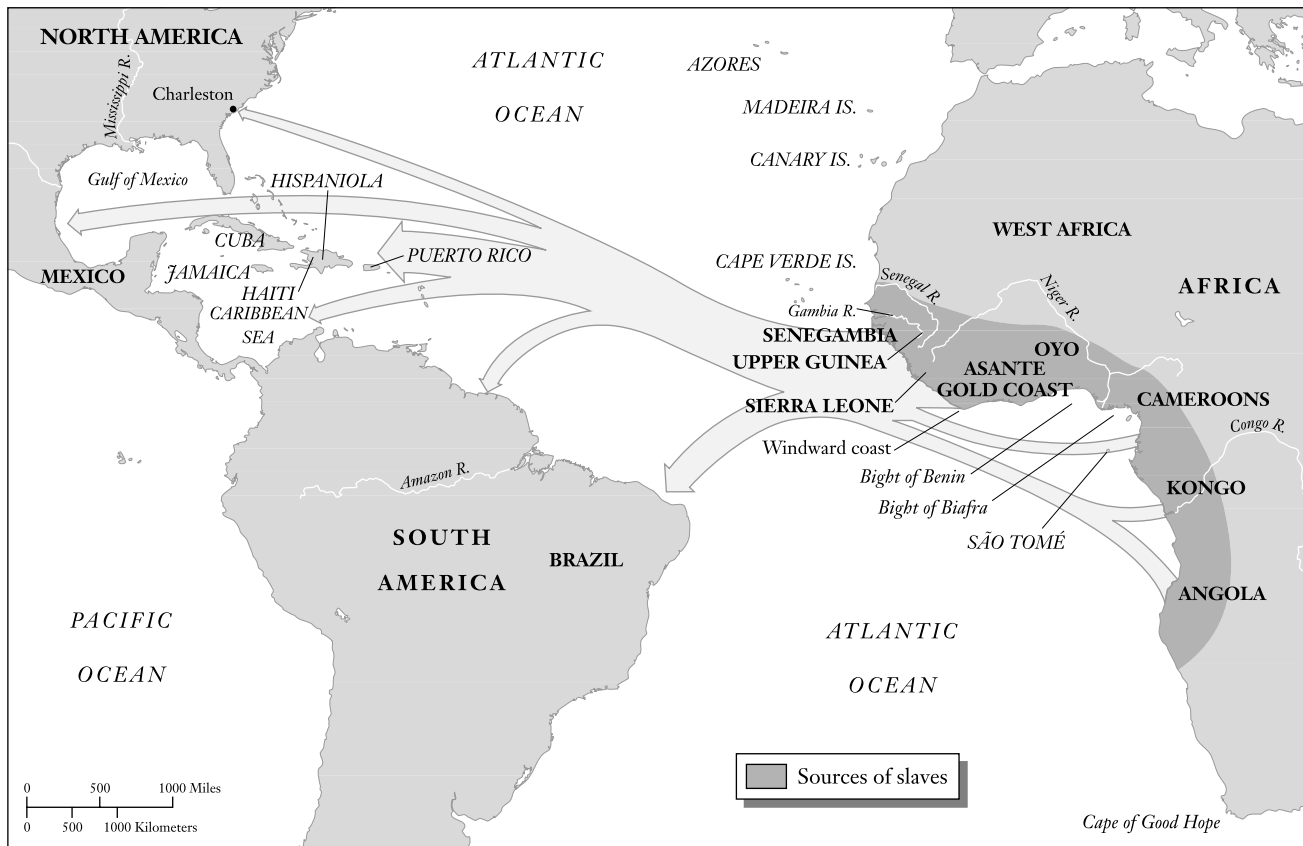 NORTH AMERICA
Mississippi R.
Charleston
Gulf of Mexico
HISPANIOLA
CUBA
PUERTO RICO
MEXICO
JAMAICA
HAITI
CARIBBEAN
SEA
ATLANTIC
OCEAN
AZORES
MADEIRA IS.
CANARY IS.
CAPE VERDE IS.
WEST AFRICA
AFRICA
Senegal R.
Niger R.
Gambia R.
SENEGAMBIA
UPPER GUINEA
OYO
ASANTE
GOLD COAST
SIERRA LEONE
CAMEROONS
Congo R.
Windward coast
Bight of Benin
Bight of Biafra
KONGO
SÃO TOMÉ
ANGOLA
Amazon R.
SOUTH
AMERICA
BRAZIL
PACIFIC
OCEAN
ATLANTIC
OCEAN
Sources of slaves
0 500 1000 Miles
0 500 1000 Kilometers
Cape of Good Hope